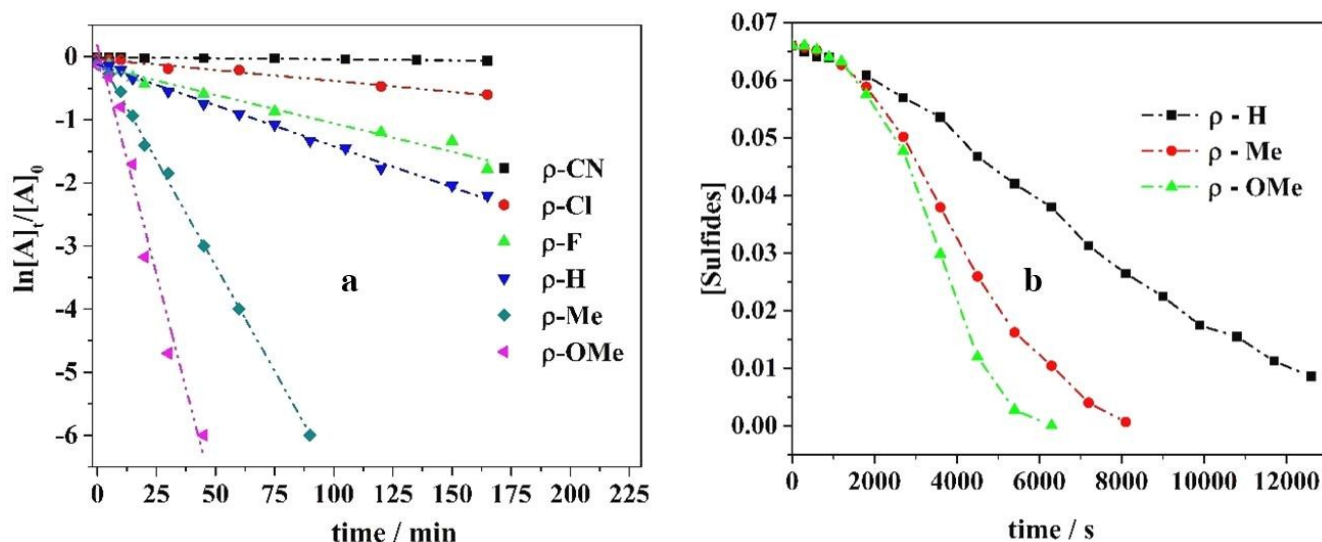 0
-1
-2
-3
-4
-5
-6
ln[A]t/[A]0
0 25 50 75 100 125 150 175 200 225
time / min
a
ρ-CN
ρ-Cl
ρ-F
ρ-H
ρ-Me
ρ-OMe
0.07
0.06
0.05
0.04
0.03
0.02
0.01
0.00
[Sulfides]
0 2000 4000 6000 8000 10000 12000
time / s
b
ρ - H
ρ - Me
ρ - OMe